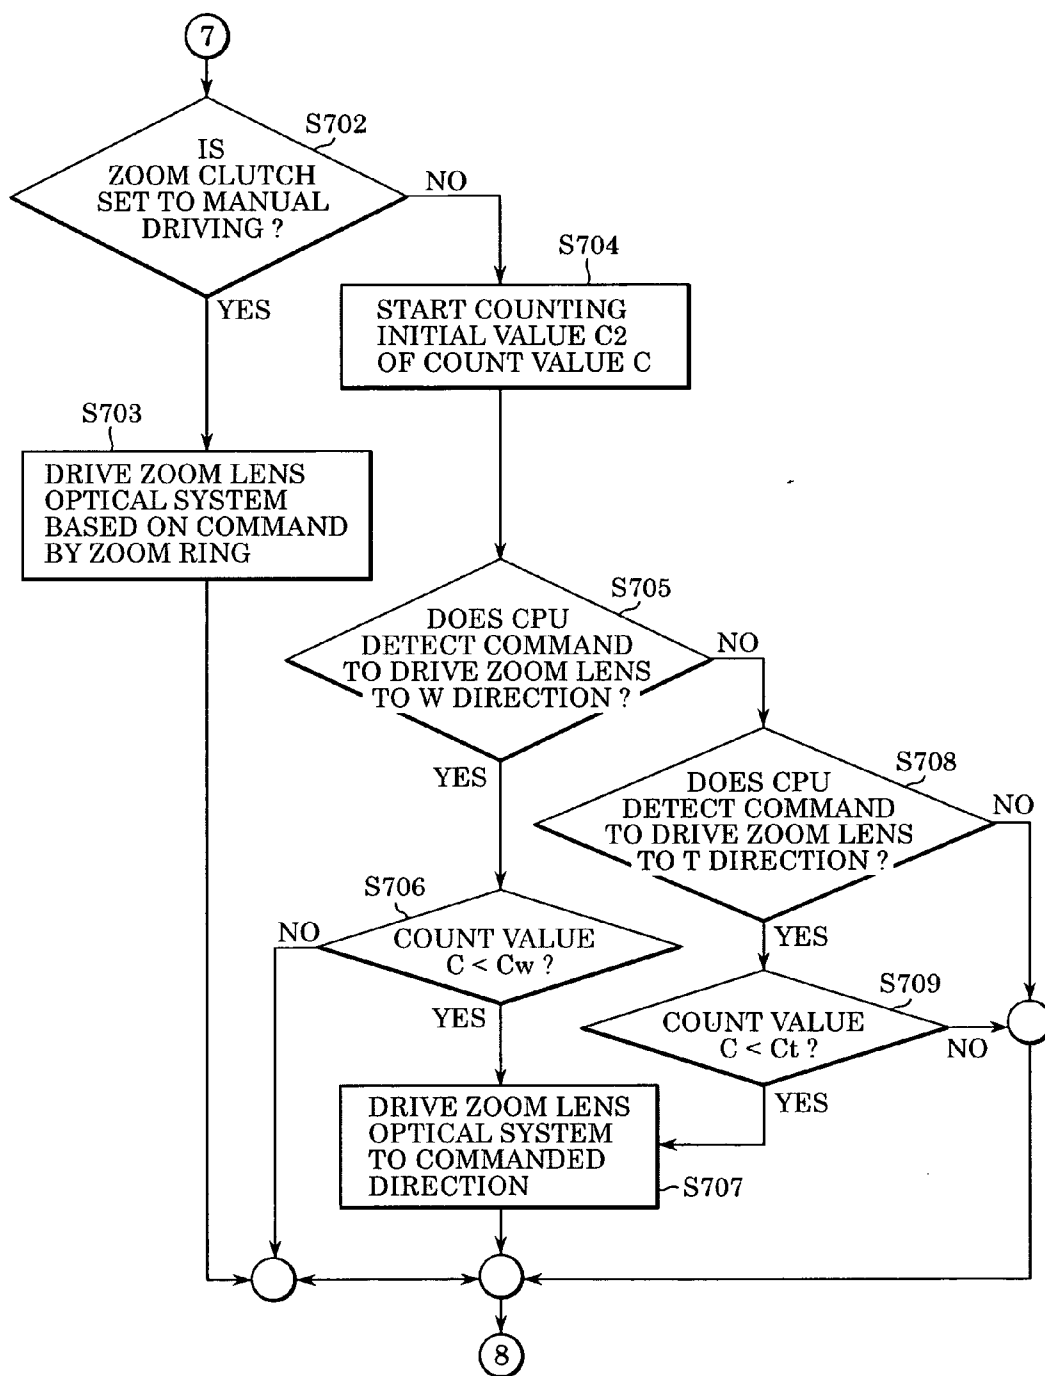 7
S702
IS
ZOOM CLUTCH
SET TO MANUAL
DRIVING ?
NO
YES
S704
START COUNTING
INITIAL VALUE C2
OF COUNT VALUE C
S703
DRIVE ZOOM LENS
OPTICAL SYSTEM
BASED ON COMMAND
BY ZOOM RING
S705
DOES CPU
DETECT COMMAND
TO DRIVE ZOOM LENS
TO W DIRECTION ?
NO
YES
S708
DOES CPU
DETECT COMMAND
TO DRIVE ZOOM LENS
TO T DIRECTION ?
NO
YES
S706
COUNT VALUE
C < Cw ?
NO
YES
S709
COUNT VALUE
C < Ct ?
NO
YES
DRIVE ZOOM LENS
OPTICAL SYSTEM
TO COMMANDED
DIRECTION
S707
8